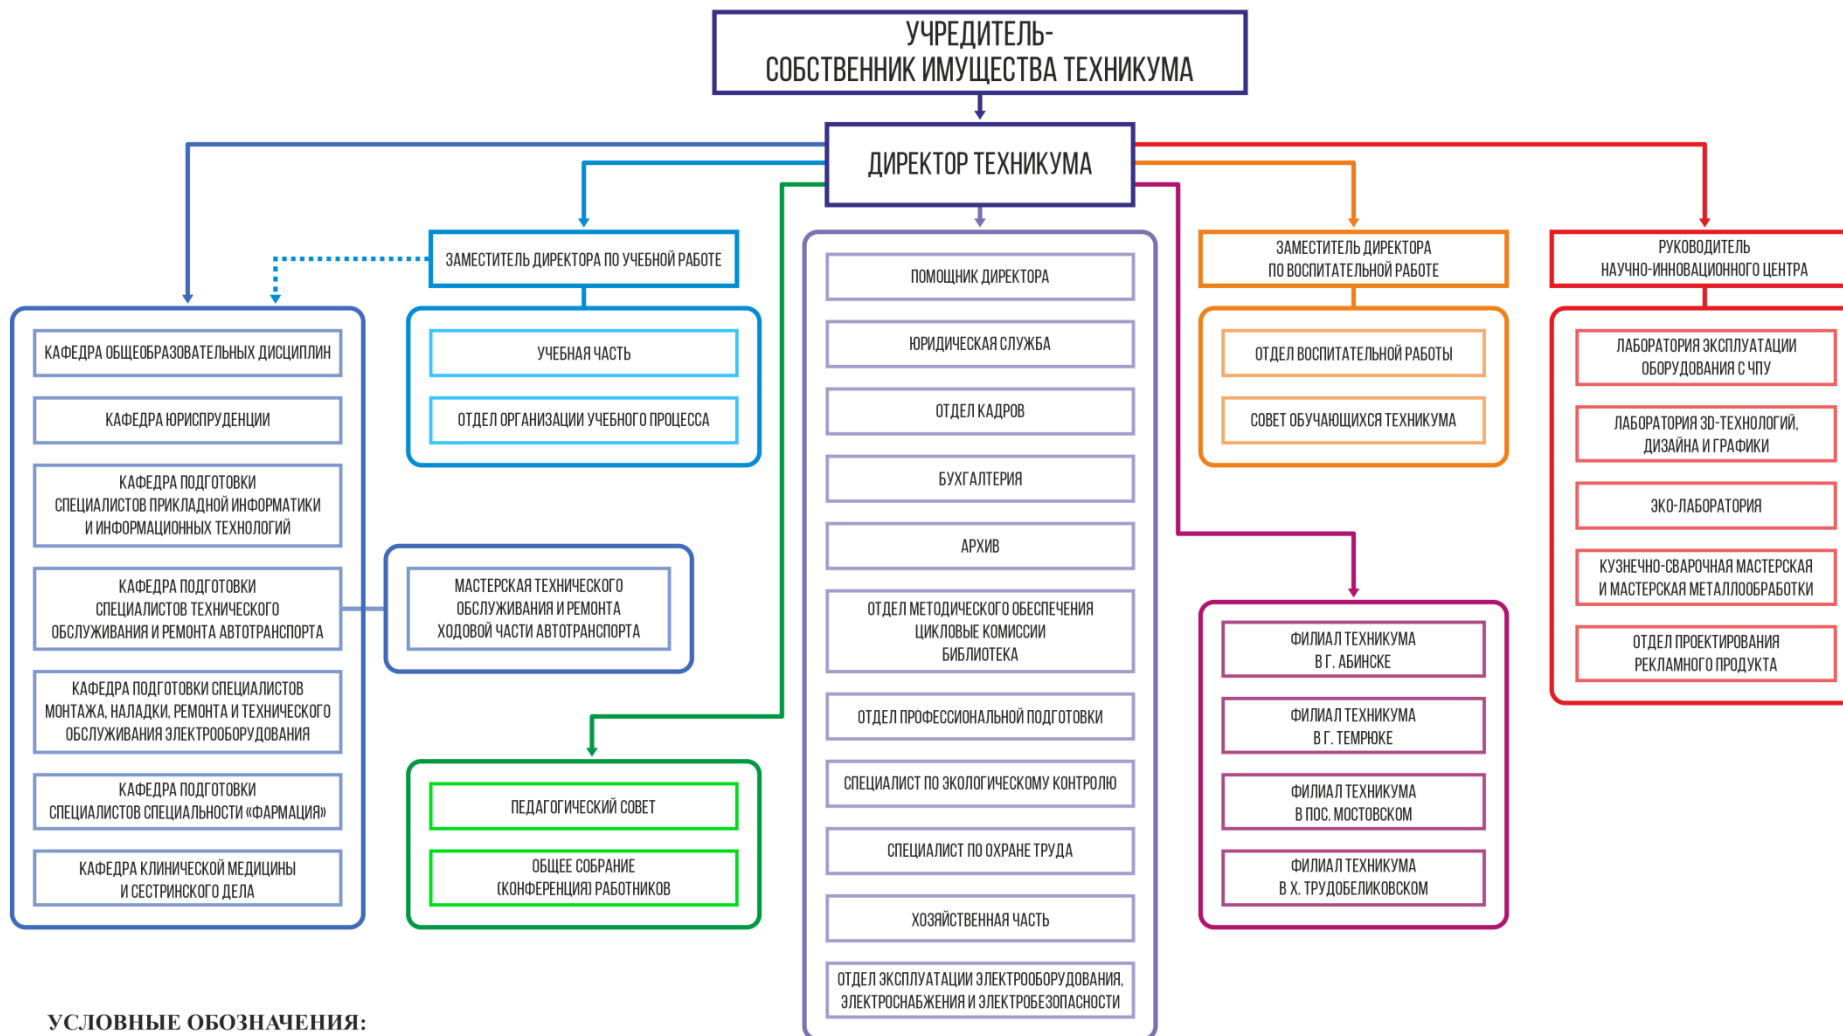 УЧРЕДИТЕЛЬ-
СОБСТВЕННИК ИМУЩЕСТВА ТЕХНИКУМА
ДИРЕКТОР ТЕХНИКУМА
ЗАМЕСТИТЕЛЬ ДИРЕКТОРА ПО УЧЕБНОЙ РАБОТЕ
ЗАМЕСТИТЕЛЬ ДИРЕКТОРА
ПО ВОСПИТАТЕЛЬНОЙ РАБОТЕ
РУКОВОДИТЕЛЬ
НАУЧНО-ИННОВАЦИОННОГО ЦЕНТРА
КАФЕДРА ОБЩЕОБРАЗОВАТЕЛЬНЫХ ДИСЦИПЛИН
КАФЕДРА ЮРИСПРУДЕНЦИИ
КАФЕДРА ПОДГОТОВКИ
СПЕЦИАЛИСТОВ ПРИКЛАДНОЙ ИНФОРМАТИКИ
И ИНФОРМАЦИОННЫХ ТЕХНОЛОГИЙ
КАФЕДРА ПОДГОТОВКИ
СПЕЦИАЛИСТОВ ТЕХНИЧЕСКОГО
ОБСЛУЖИВАНИЯ И РЕМОНТА АВТОТРАНСПОРТА
КАФЕДРА ПОДГОТОВКИ СПЕЦИАЛИСТОВ
МОНТАЖА, НАЛАДКИ, РЕМОНТА И ТЕХНИЧЕСКОГО
ОБСЛУЖИВАНИЯ ЭЛЕКТРООБОРУДОВАНИЯ
КАФЕДРА ПОДГОТОВКИ
СПЕЦИАЛИСТОВ СПЕЦИАЛЬНОСТИ «ФАРМАЦИЯ»
КАФЕДРА КЛИНИЧЕСКОЙ МЕДИЦИНЫ
И СЕСТРИНСКОГО ДЕЛА
УЧЕБНАЯ ЧАСТЬ
ОТДЕЛ ОРГАНИЗАЦИИ УЧЕБНОГО ПРОЦЕССА
МАСТЕРСКАЯ ТЕХНИЧЕСКОГО
ОБСЛУЖИВАНИЯ И РЕМОНТА
ХОДОВОЙ ЧАСТИ АВТОТРАНСПОРТА
ПЕДАГОГИЧЕСКИЙ СОВЕТ
ОБЩЕЕ СОБРАНИЕ
(КОНФЕРЕНЦИЯ) РАБОТНИКОВ
ПОМОЩНИК ДИРЕКТОРА
ЮРИДИЧЕСКАЯ СЛУЖБА
ОТДЕЛ КАДРОВ
БУХГАЛТЕРИЯ
АРХИВ
ОТДЕЛ МЕТОДИЧЕСКОГО ОБЕСПЕЧЕНИЯ
ЦИКЛОВЫЕ КОМИССИИ
БИБЛИОТЕКА
ОТДЕЛ ПРОФЕССИОНАЛЬНОЙ ПОДГОТОВКИ
СПЕЦИАЛИСТ ПО ЭКОЛОГИЧЕСКОМУ КОНТРОЛЮ
СПЕЦИАЛИСТ ПО ОХРАНЕ ТРУДА
ХОЗЯЙСТВЕННАЯ ЧАСТЬ
ОТДЕЛ ЭКСПЛУАТАЦИИ ЭЛЕКТРООБОРУДОВАНИЯ,
ЭЛЕКТРОСНАБЖЕНИЯ И ЭЛЕКТРОБЕЗОПАСНОСТИ
ОТДЕЛ ВОСПИТАТЕЛЬНОЙ РАБОТЫ
СОВЕТ ОБУЧАЮЩИХСЯ ТЕХНИКУМА
ФИЛИАЛ ТЕХНИКУМА
В Г. АБИНСКЕ
ФИЛИАЛ ТЕХНИКУМА
В Г. ТЕМРЮКЕ
ФИЛИАЛ ТЕХНИКУМА
В ПОС. МОСТОВСКОМ
ФИЛИАЛ ТЕХНИКУМА
В Х. ТРУДОБЕЛИКОВСКОМ
ЛАБОРАТОРИЯ ЭКСПЛУАТАЦИИ
ОБОРУДОВАНИЯ С ЧПУ
ЛАБОРАТОРИЯ 3D-ТЕХНОЛОГИЙ,
ДИЗАЙНА И ГРАФИКИ
ЭКО-ЛАБОРАТОРИЯ
КУЗНЕЧНО-СВАРОЧНАЯ МАСТЕРСКАЯ
И МАСТЕРСКАЯ МЕТАЛЛООБРАБОТКИ
ОТДЕЛ ПРОЕКТИРОВАНИЯ
РЕКЛАМНОГО ПРОДУКТА
УСЛОВНЫЕ ОБОЗНАЧЕНИЯ: